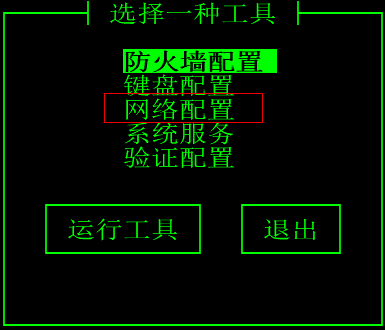 选择一种工具
防火墙配置
键盘配置
网络配置
系统服务
验证配置
运行工具
退出